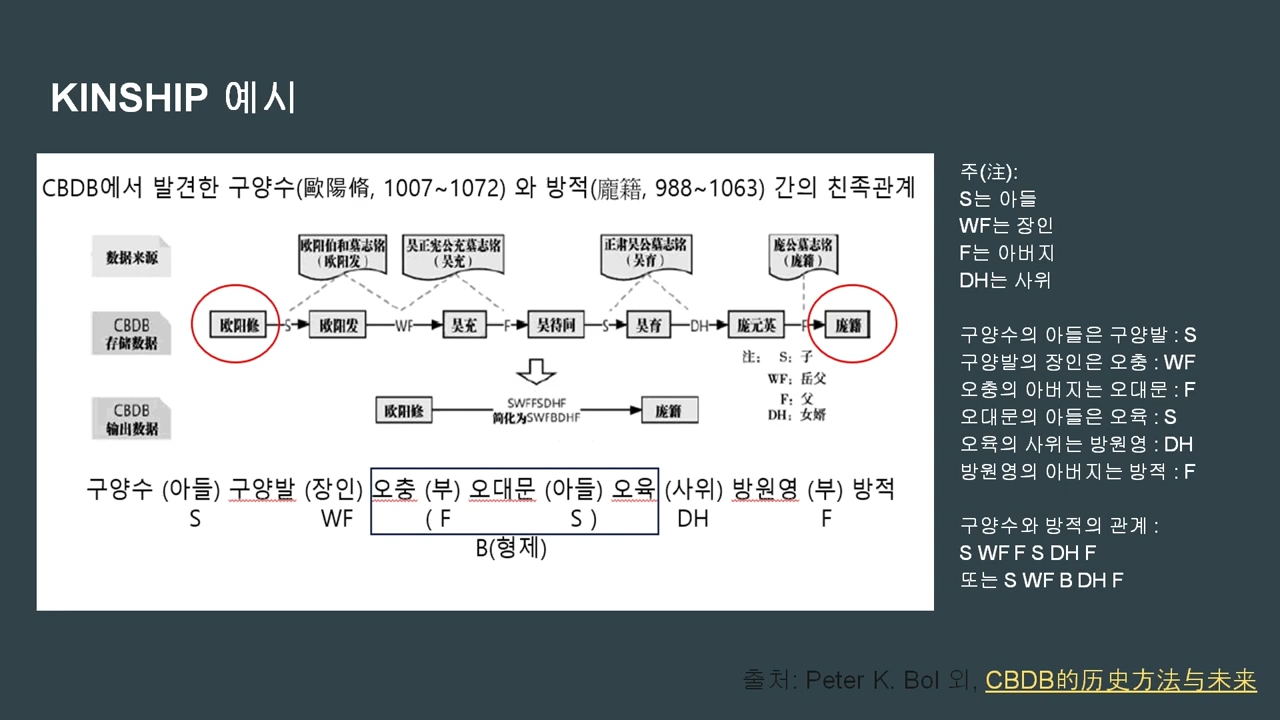 KINSHIP 예시
CBDB에서 발견한 구양수(歐陽脩, 1007~1072) 와 방적(龐籍, 988~1063) 간의 친족관계
数据来源
欧阳伯和墓志铭
(欧阳发)
吴正宪公充墓志铭
(吴充)
正肃吴公墓志铭
(吴育)
庞公墓志铭
(庞籍)
CBDB
存储数据
欧阳修 S 欧阳发 WF 吴充 F 吴待问 S 吴育 DH 庞元英 F 庞籍
注: S: 子
WF: 岳父
F: 父
DH: 女婿
CBDB
输出数据
欧阳修
SWFFSDHF
简化为SWFBDHF
庞籍
구양수 (아들) 구양발 (장인) 오충 (부) 오대문 (아들) 오육 (사위) 방원영 (부) 방적
S WF ( F S ) DH F
B(형제)
주(注):
S는 아들
WF는 장인
F는 아버지
DH는 사위
구양수의 아들은 구양발 : S
구양발의 장인은 오충 : WF
오충의 아버지는 오대문 : F
오대문의 아들은 오육 : S
오육의 사위는 방원영 : DH
방원영의 아버지는 방적 : F
구양수와 방적의 관계 :
S WF F S DH F
또는 S WF B DH F
출처: Peter K. Bol 외, CBDB的历史方法与未来